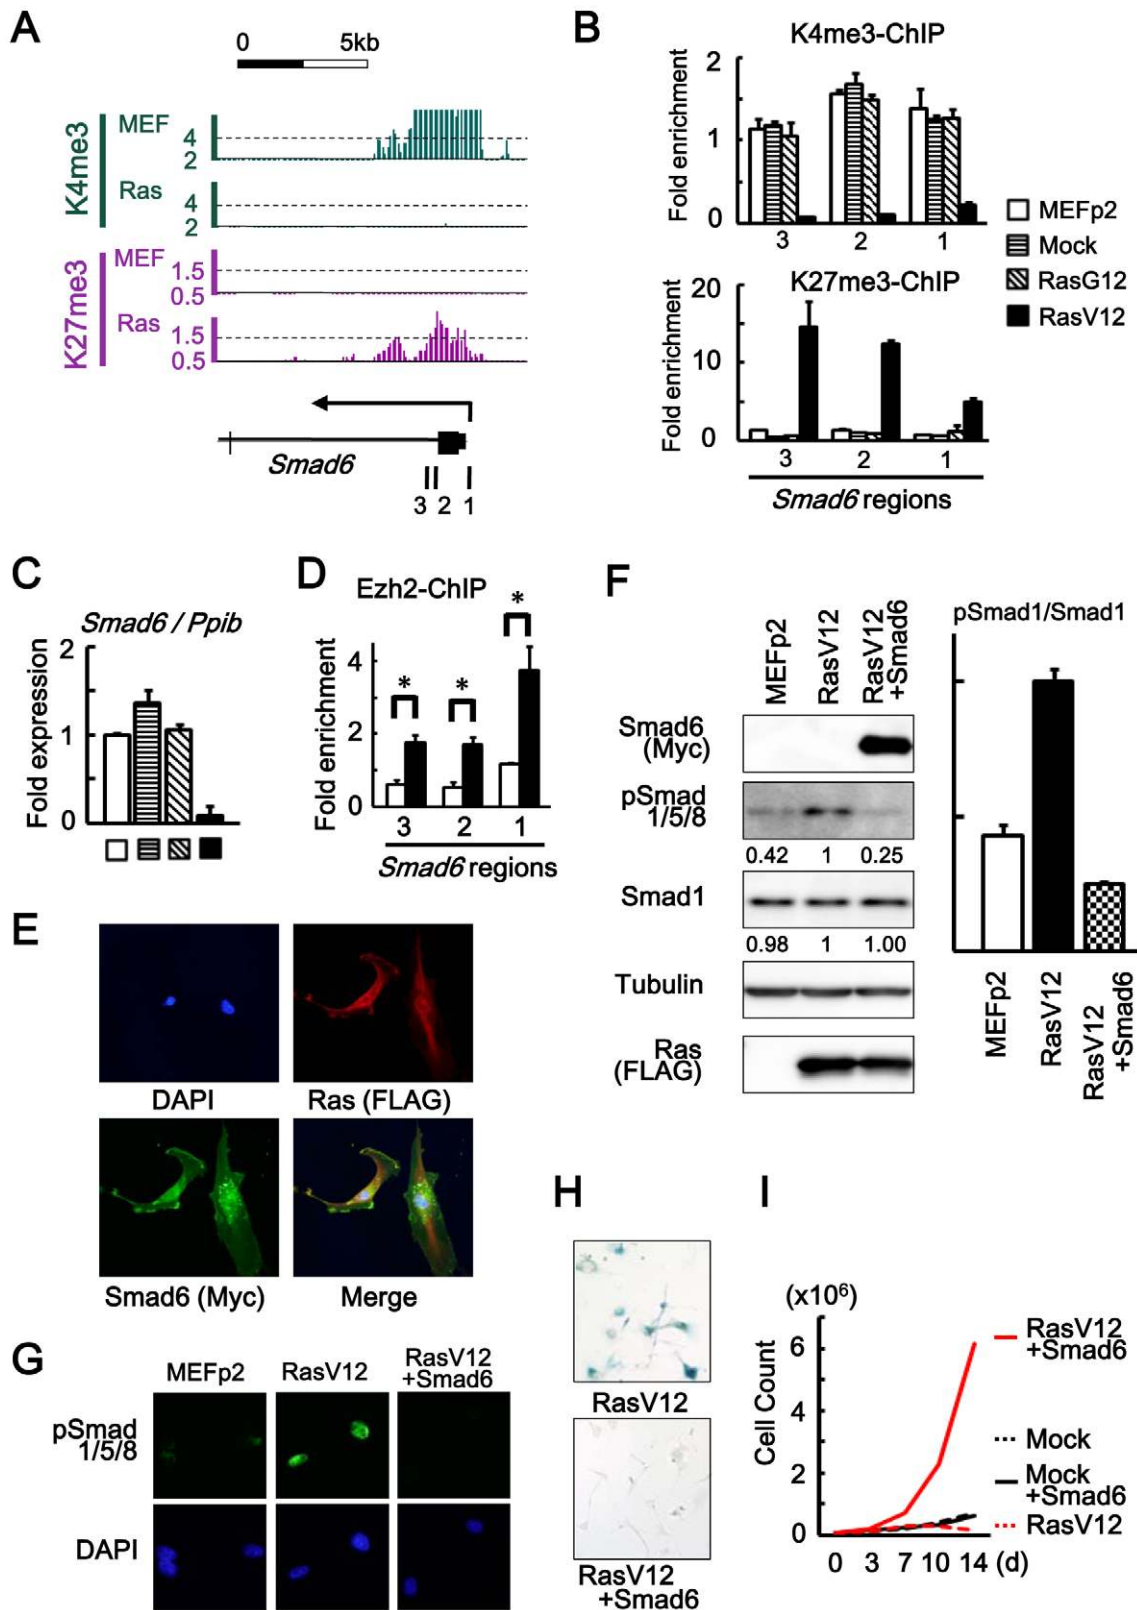 A
0 5kb
K4me3
MEF
4
2
Ras
4
2
K27me3
MEF
1.5
0.5
Ras
1.5
0.5
Smad6
3 2 1
B
K4me3-ChIP
Fold enrichment
2
1
0
3 2 1
K27me3-ChIP
Fold enrichment
20
10
0
3 2 1
Smad6 regions
MEFp2
Mock
RasG12
RasV12
C
Smad6 / Ppib
Fold expression
2
1
0
D
Ezh2-ChIP
Fold enrichment
4
2
0
* * *
3 2 1
Smad6 regions
E
DAPI
Ras (FLAG)
Smad6 (Myc)
Merge
F
MEFp2
RasV12
RasV12
+Smad6
Smad6
(Myc)
pSmad
1/5/8
0.42 1 0.25
Smad1
0.98 1 1.00
Tubulin
Ras
(FLAG)
pSmad1/Smad1
MEFp2
RasV12
RasV12
+Smad6
G
MEFp2
RasV12
RasV12
+Smad6
pSmad
1/5/8
DAPI
H
RasV12
RasV12
+Smad6
I
(x10⁶)
Cell Count
6
4
2
0
0 3 7 10 14 (d)
RasV12
+Smad6
Mock
Mock
+Smad6
RasV12